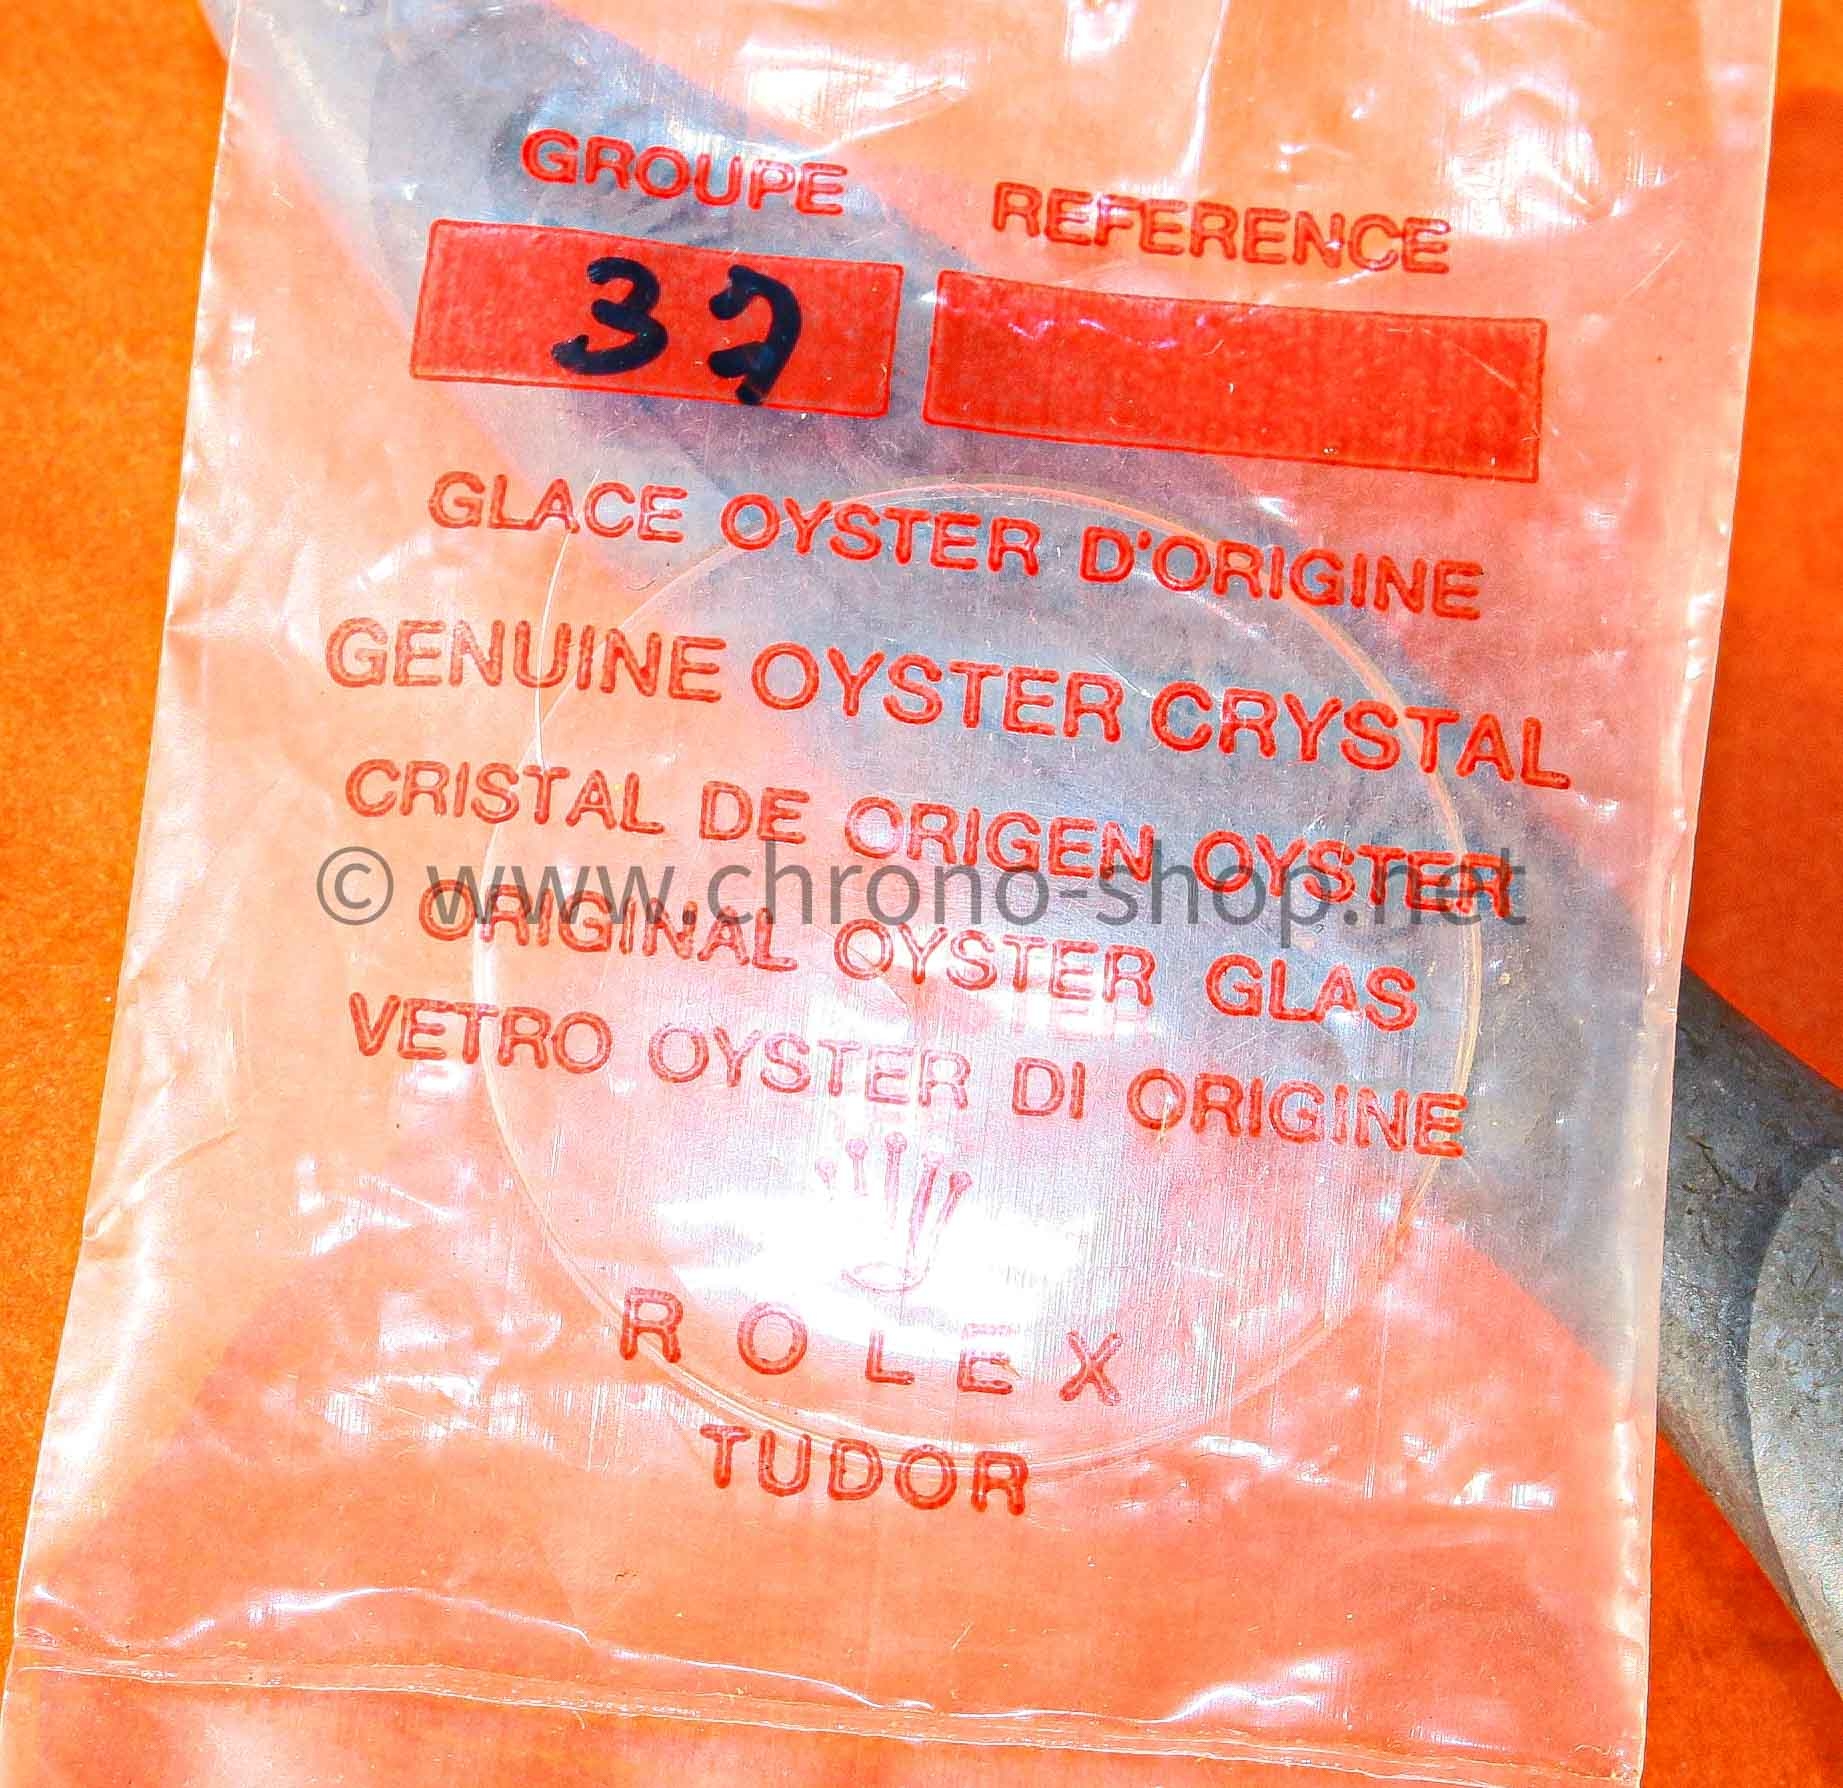 GROUPE REFERENCE
37
GLACE OYSTER D'ORIGINE
GENUINE OYSTER CRYSTAL
CRISTAL DE ORIGEN OYSTER
© www.chrono-shop.net
ORIGINAL OYSTER GLAS
VETRO OYSTER DI ORIGINE
ROLEX
TUDOR